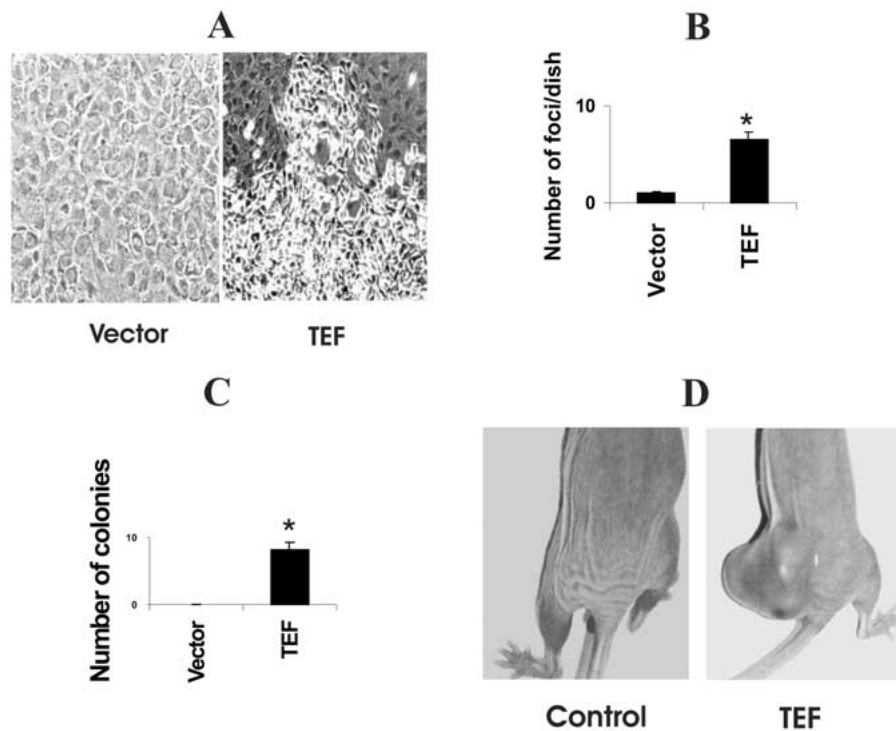 A
Vector
TEF
B
Number of foci/dish
10
*
0
Vector
TEF
C
Number of colonies
10
*
0
Vector
TEF
D
Control
TEF